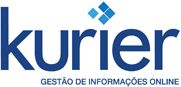 kurier
GESTÃO DE INFORMAÇÕES ONLINE